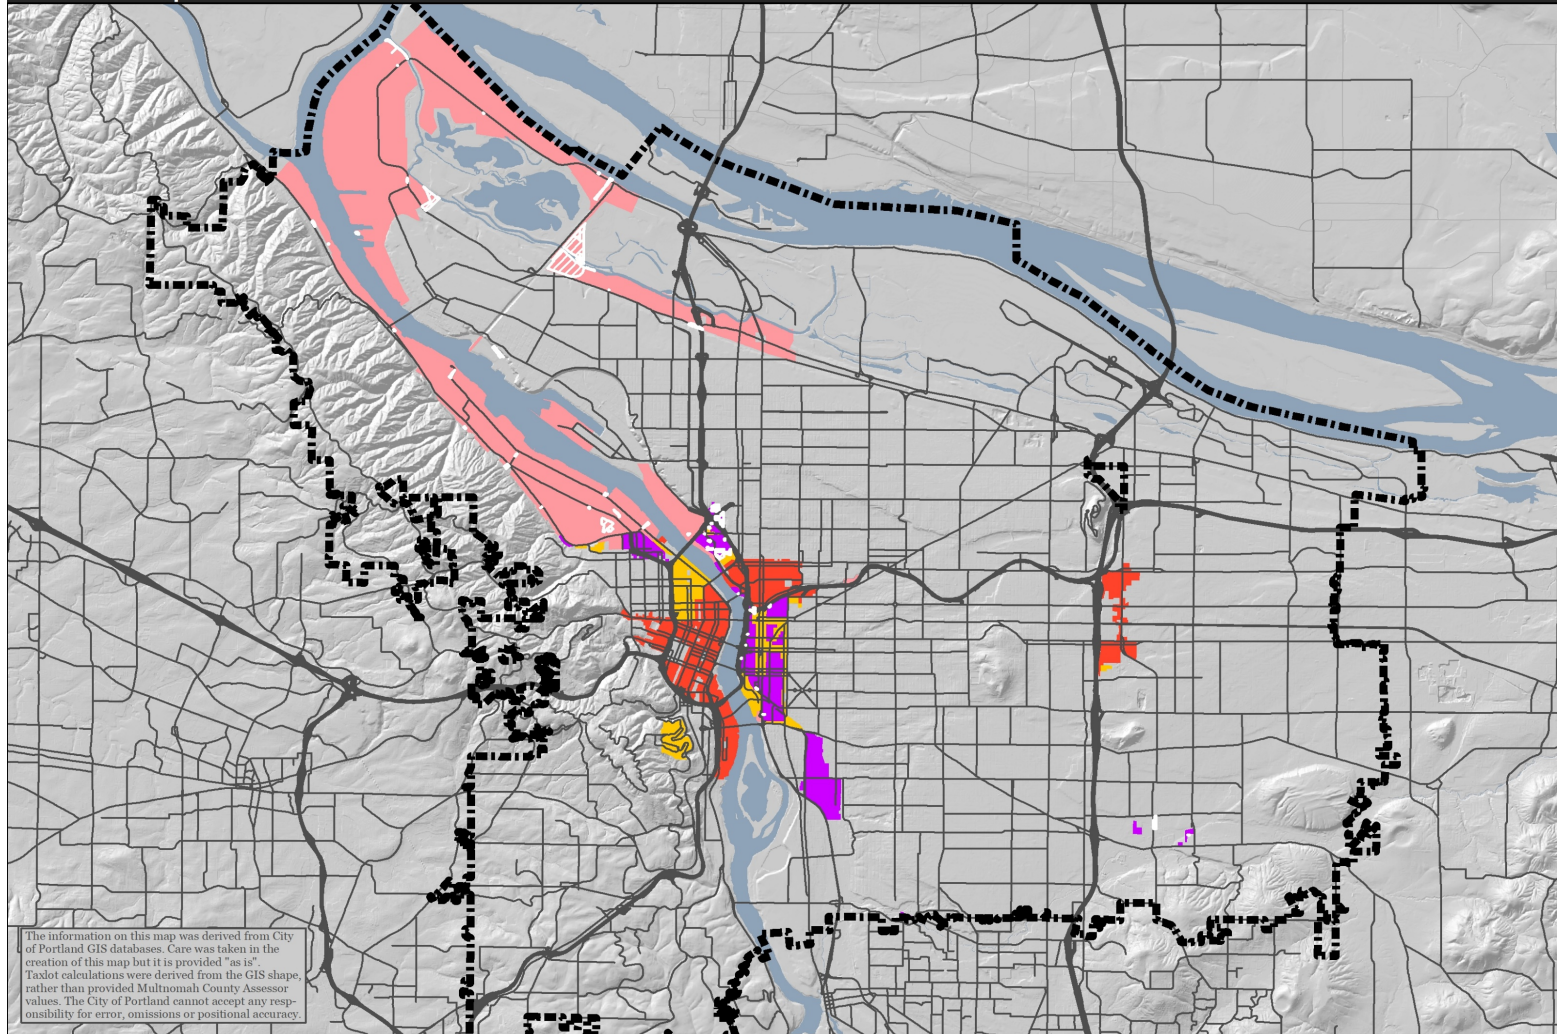 The information on this map was derived from City
of Portland GIS databases. Care was taken in the
creation of this map but it is provided "as is".
Taxlot calculations were derived from the GIS shape,
rather than provided Multnomah County Assessor
values. The City of Portland cannot accept any resp-
onsibility for error, omissions or positional accuracy.